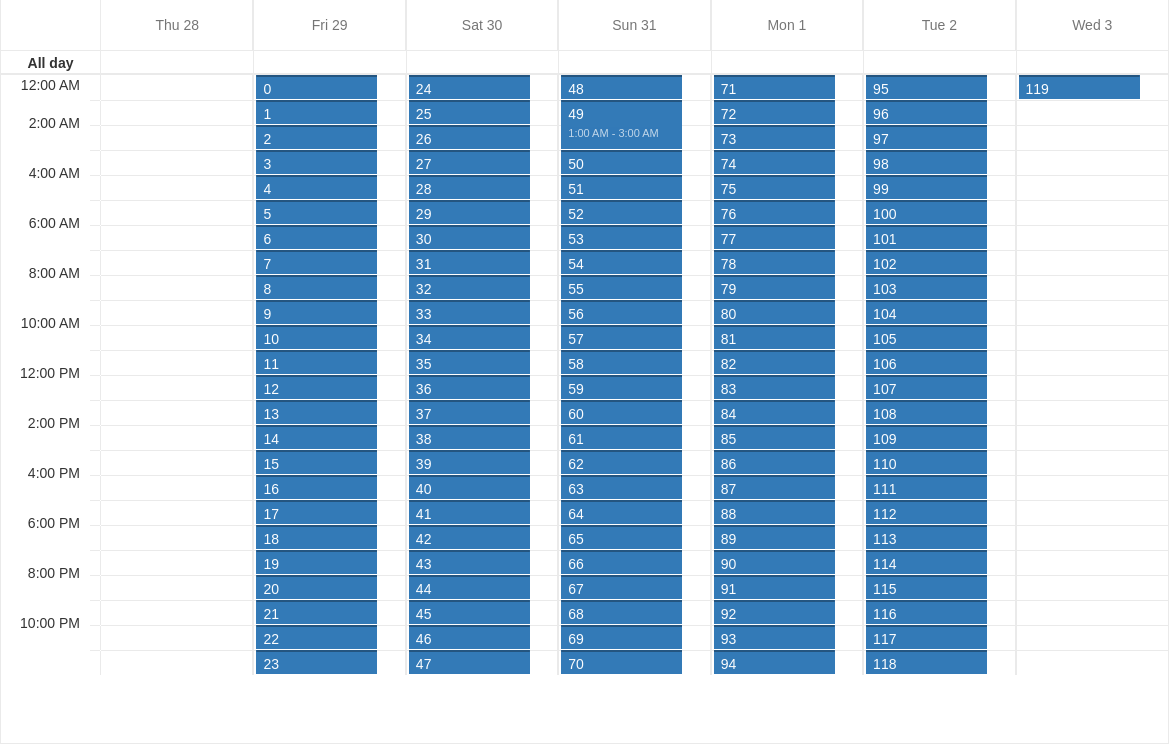 Thu 28 Fri 29 Sat 30 Sun 31 Mon 1 Tue 2 Wed 3
All day
12:00 AM 0 24 48 71 95 119
1 25 49 72 96
2:00 AM 2 26 1:00 AM - 3:00 AM 73 97
3 27 50 74 98
4:00 AM 4 28 51 75 99
5 29 52 76 100
6:00 AM 6 30 53 77 101
7 31 54 78 102
8:00 AM 8 32 55 79 103
9 33 56 80 104
10:00 AM 10 34 57 81 105
11 35 58 82 106
12:00 PM 12 36 59 83 107
13 37 60 84 108
2:00 PM 14 38 61 85 109
15 39 62 86 110
4:00 PM 16 40 63 87 111
17 41 64 88 112
6:00 PM 18 42 65 89 113
19 43 66 90 114
8:00 PM 20 44 67 91 115
21 45 68 92 116
10:00 PM 22 46 69 93 117
23 47 70 94 118